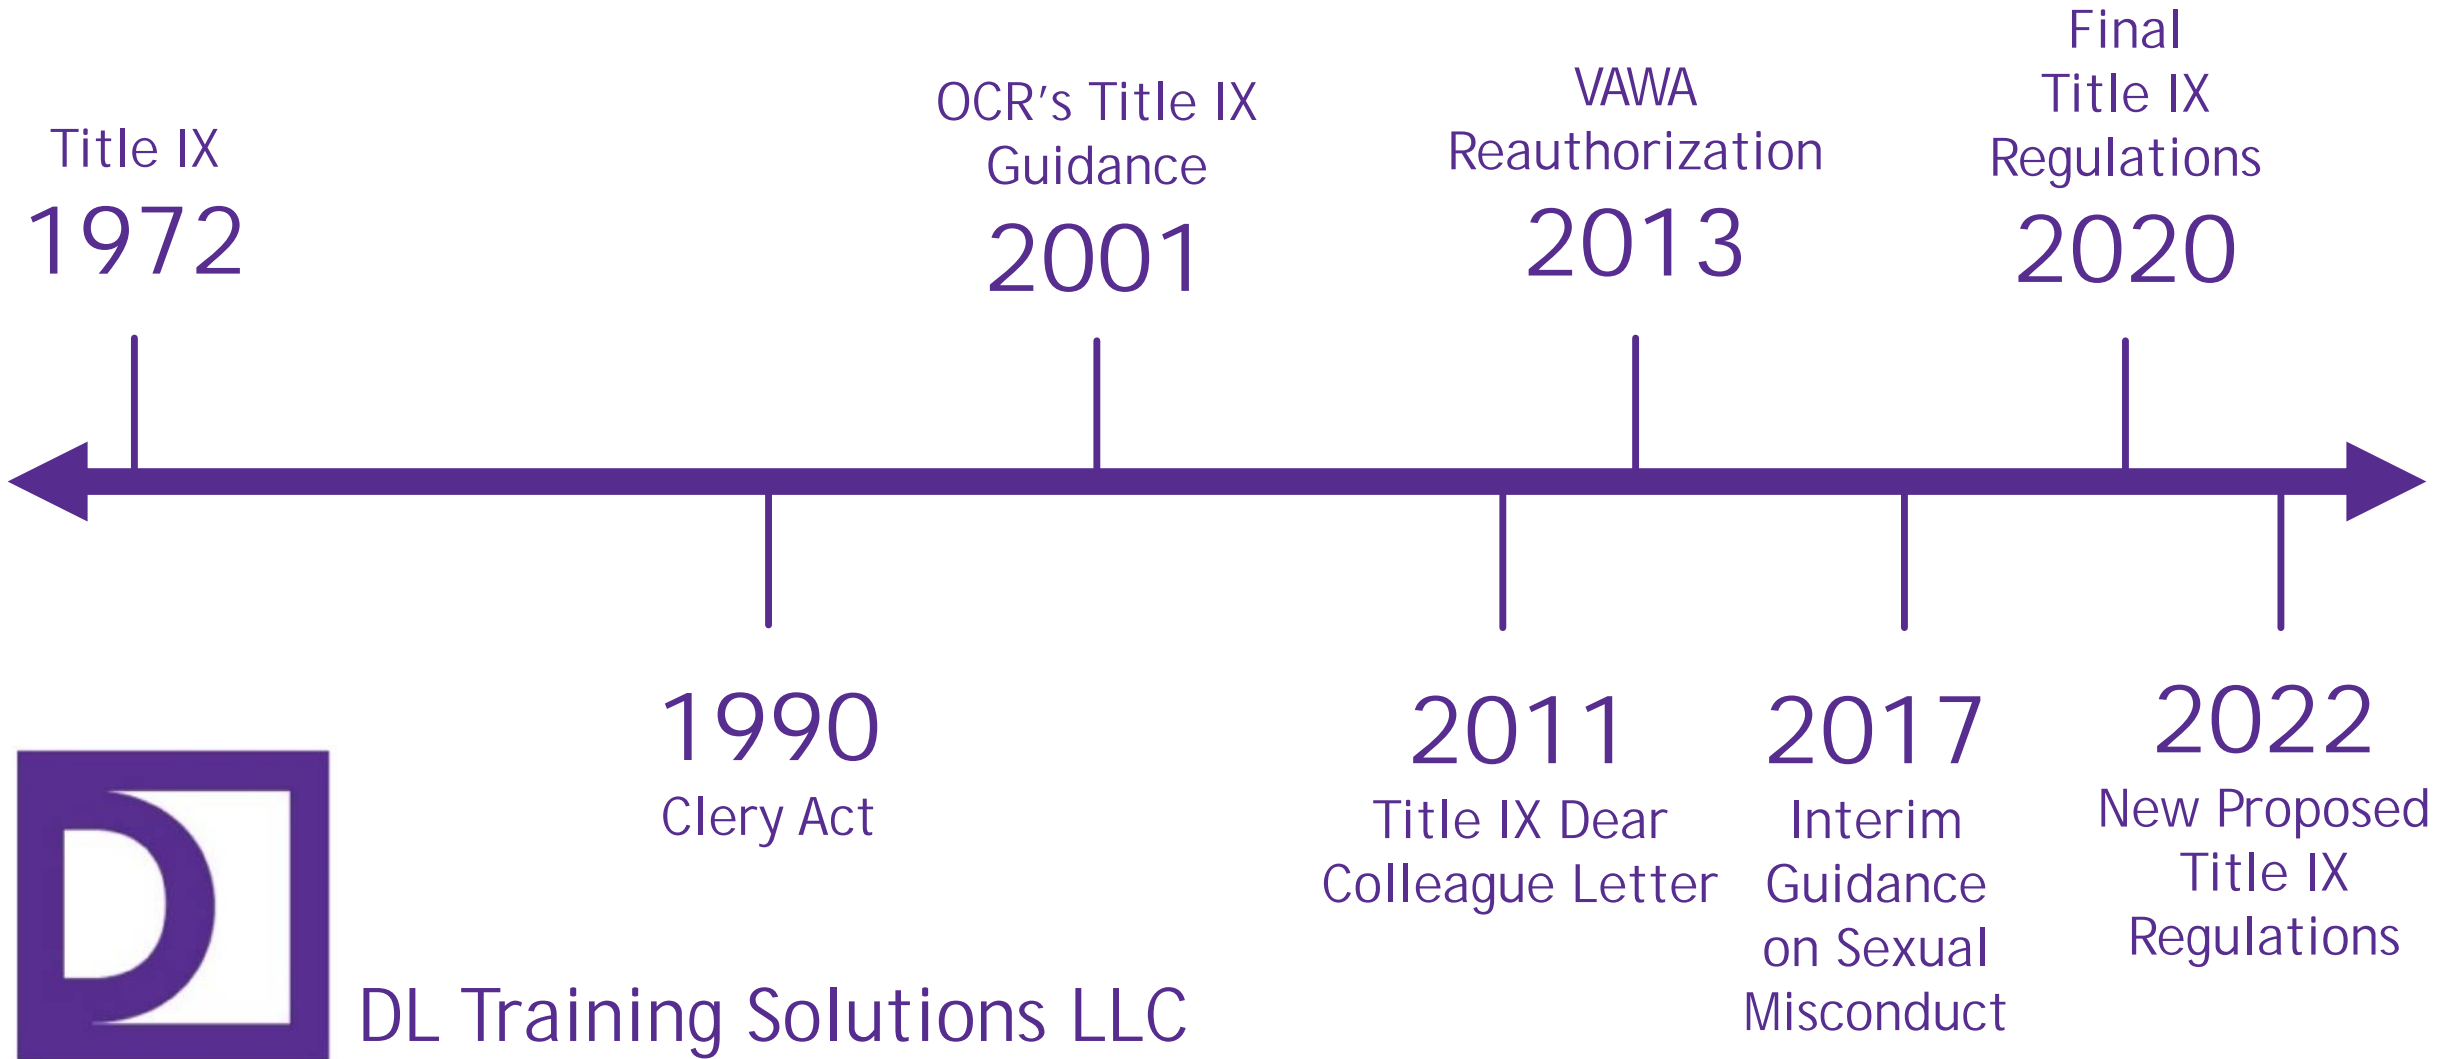 Title IX
1972
1990
Clery Act
OCR's Title IX
Guidance
2001
2011
Title IX Dear
Colleague Letter
VAWA
Reauthorization
2013
2017
Interim
Guidance
on Sexual
Misconduct
Final
Title IX
Regulations
2020
2022
New Proposed
Title IX
Regulations
D
DL Training Solutions LLC